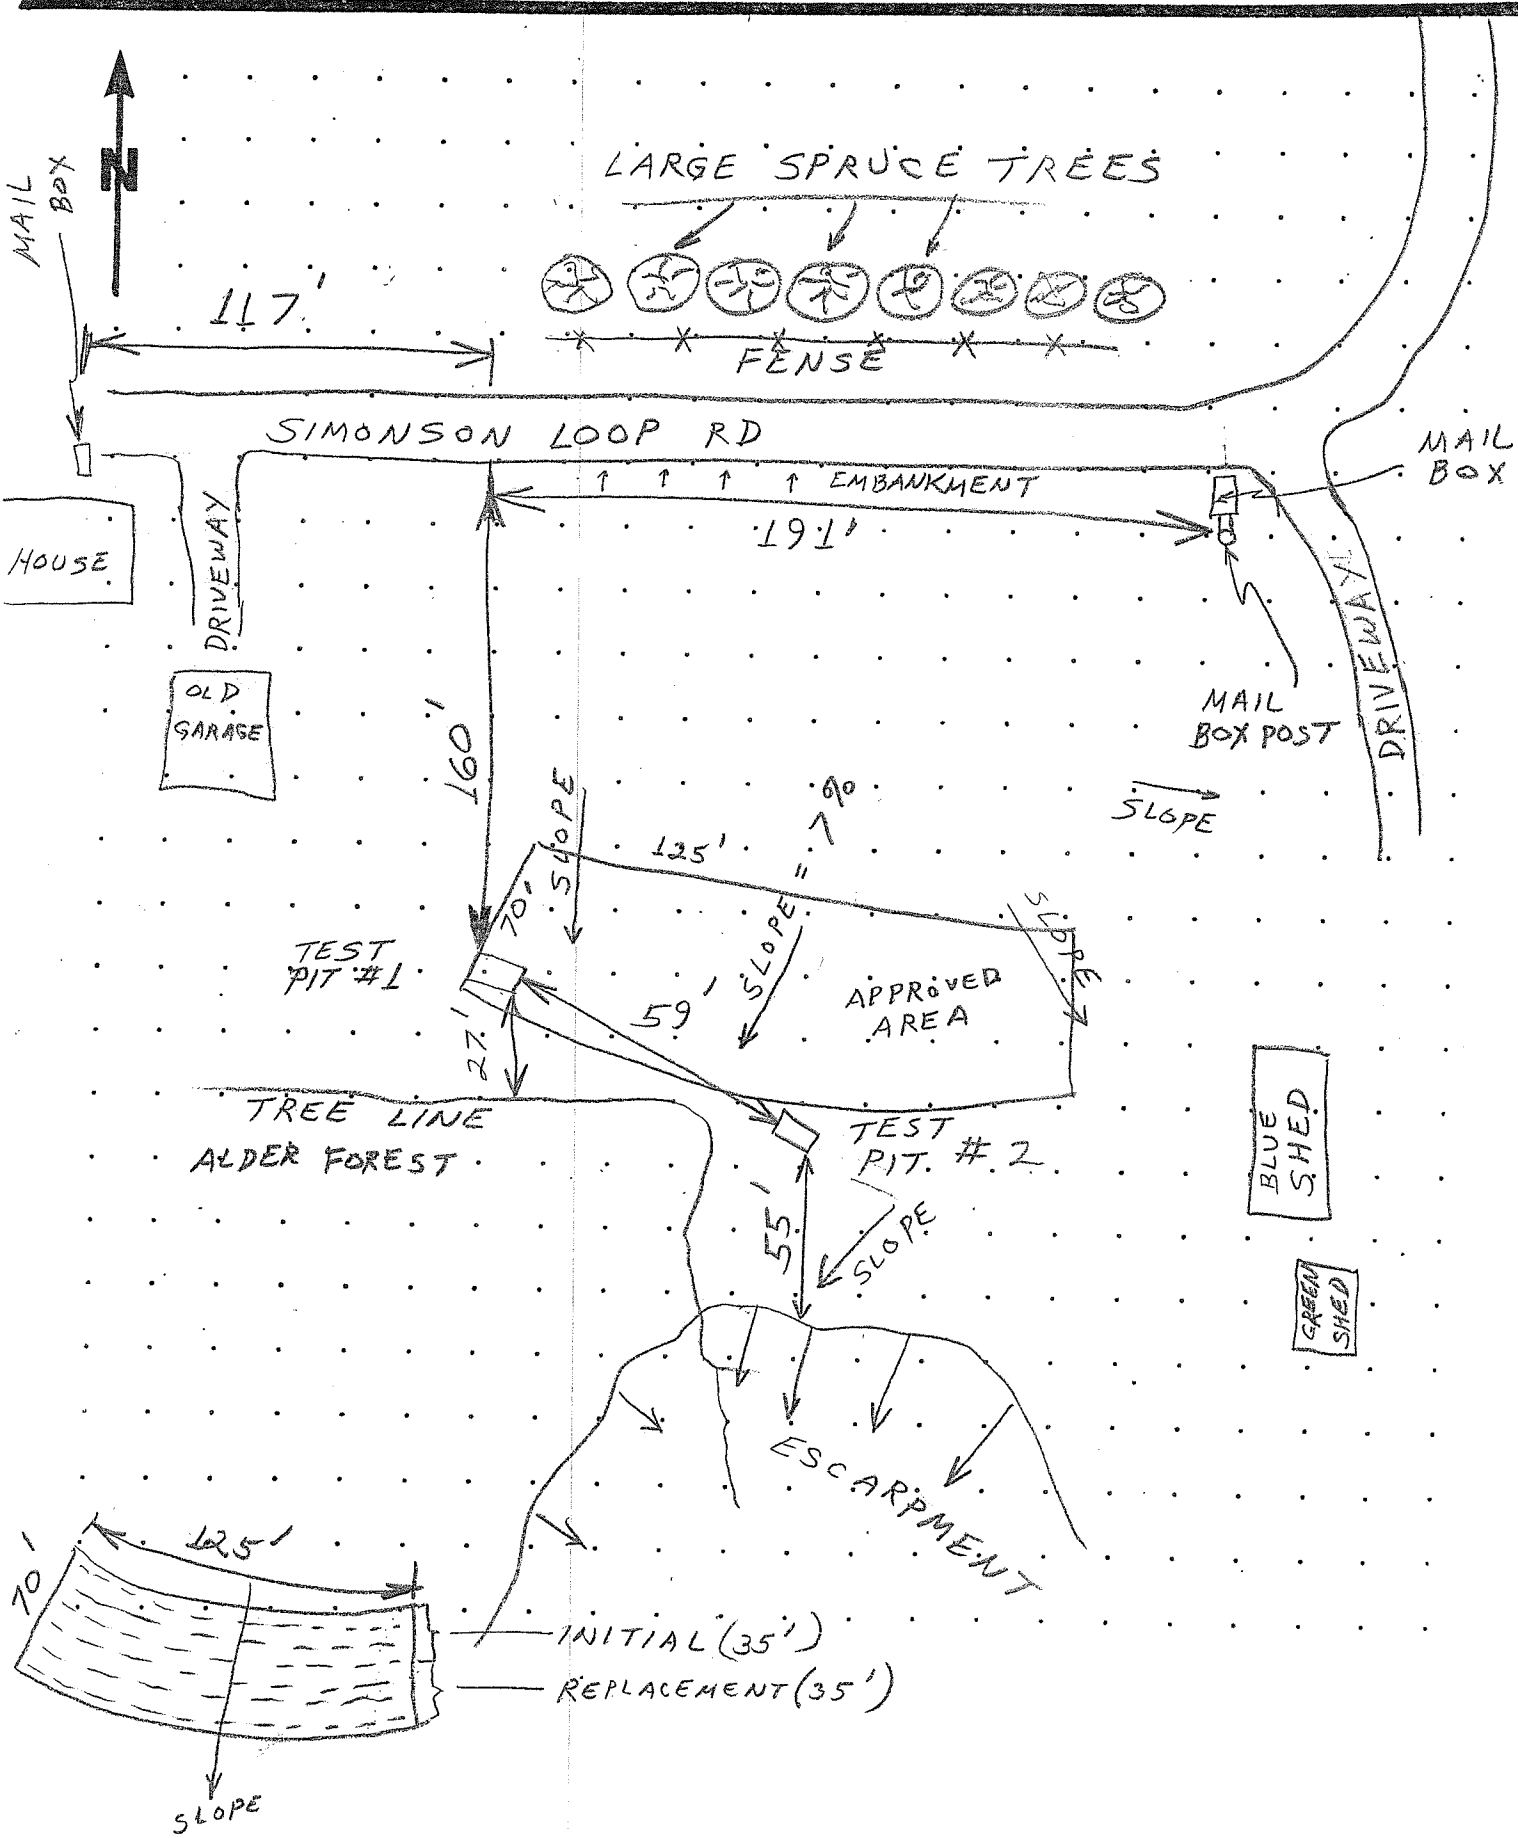 N
MAIL
BOX
LARGE SPRUCE TREES
117'
FENSE
SIMONSON LOOP RD
MAIL
BOX
EMBANKMENT
191'
HOUSE
DRIVEWAY
DRIVEWAY
OLD
GARAGE
160'
MAIL
BOX POST
SLOPE
SLOPE
SLOPE = 7%
125'
70'
SLOPE
TEST
PIT #1
59'
APPROVED
AREA
27'
TREE LINE
ALDER FOREST
TEST
PIT # 2
BLUE
SHED
55'
SLOPE
GREEN
SHED
ESCARPMENT
125'
70'
INITIAL (35')
REPLACEMENT (35')
SLOPE